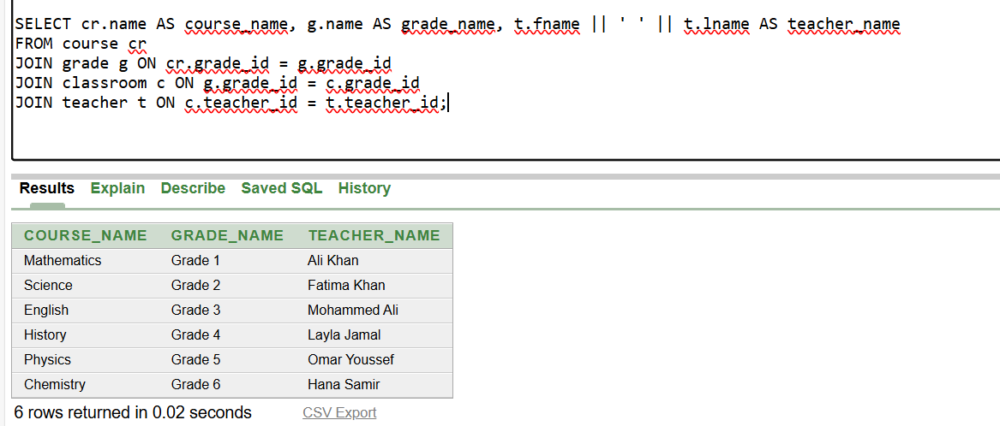 SELECT cr.name AS course_name, g.name AS grade_name, t.fname || ' ' || t.lname AS teacher_name
FROM course cr
JOIN grade g ON cr.grade_id = g.grade_id
JOIN classroom c ON g.grade_id = c.grade_id
JOIN teacher t ON c.teacher_id = t.teacher_id;
Results Explain Describe Saved SQL History
COURSE_NAME GRADE_NAME TEACHER_NAME
Mathematics Grade 1 Ali Khan
Science Grade 2 Fatima Khan
English Grade 3 Mohammed Ali
History Grade 4 Layla Jamal
Physics Grade 5 Omar Youssef
Chemistry Grade 6 Hana Samir
6 rows returned in 0.02 seconds CSV Export